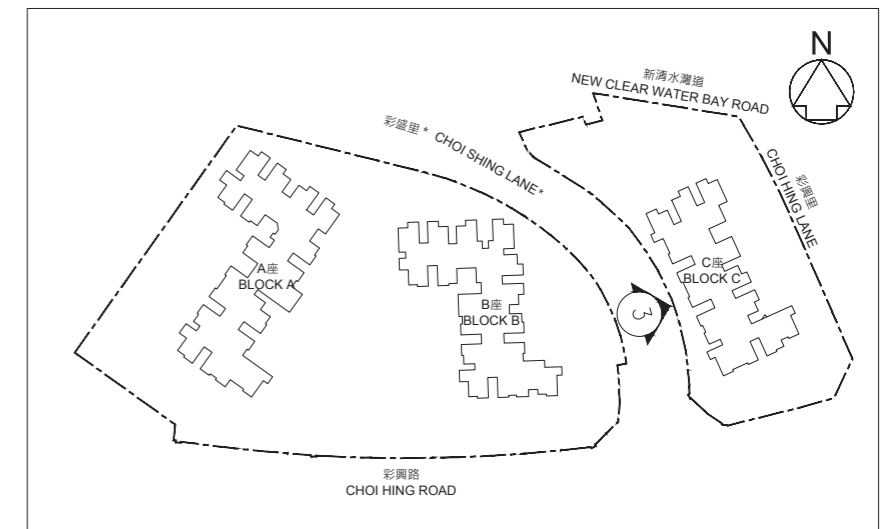 N
新清水灣道
NEW CLEAR WATER BAY ROAD
彩盛里 * CHOI SHING LANE*
彩興里
CHOI HING LANE
A座
BLOCK A
B座
BLOCK B
C座
BLOCK C
3
彩興路
CHOI HING ROAD